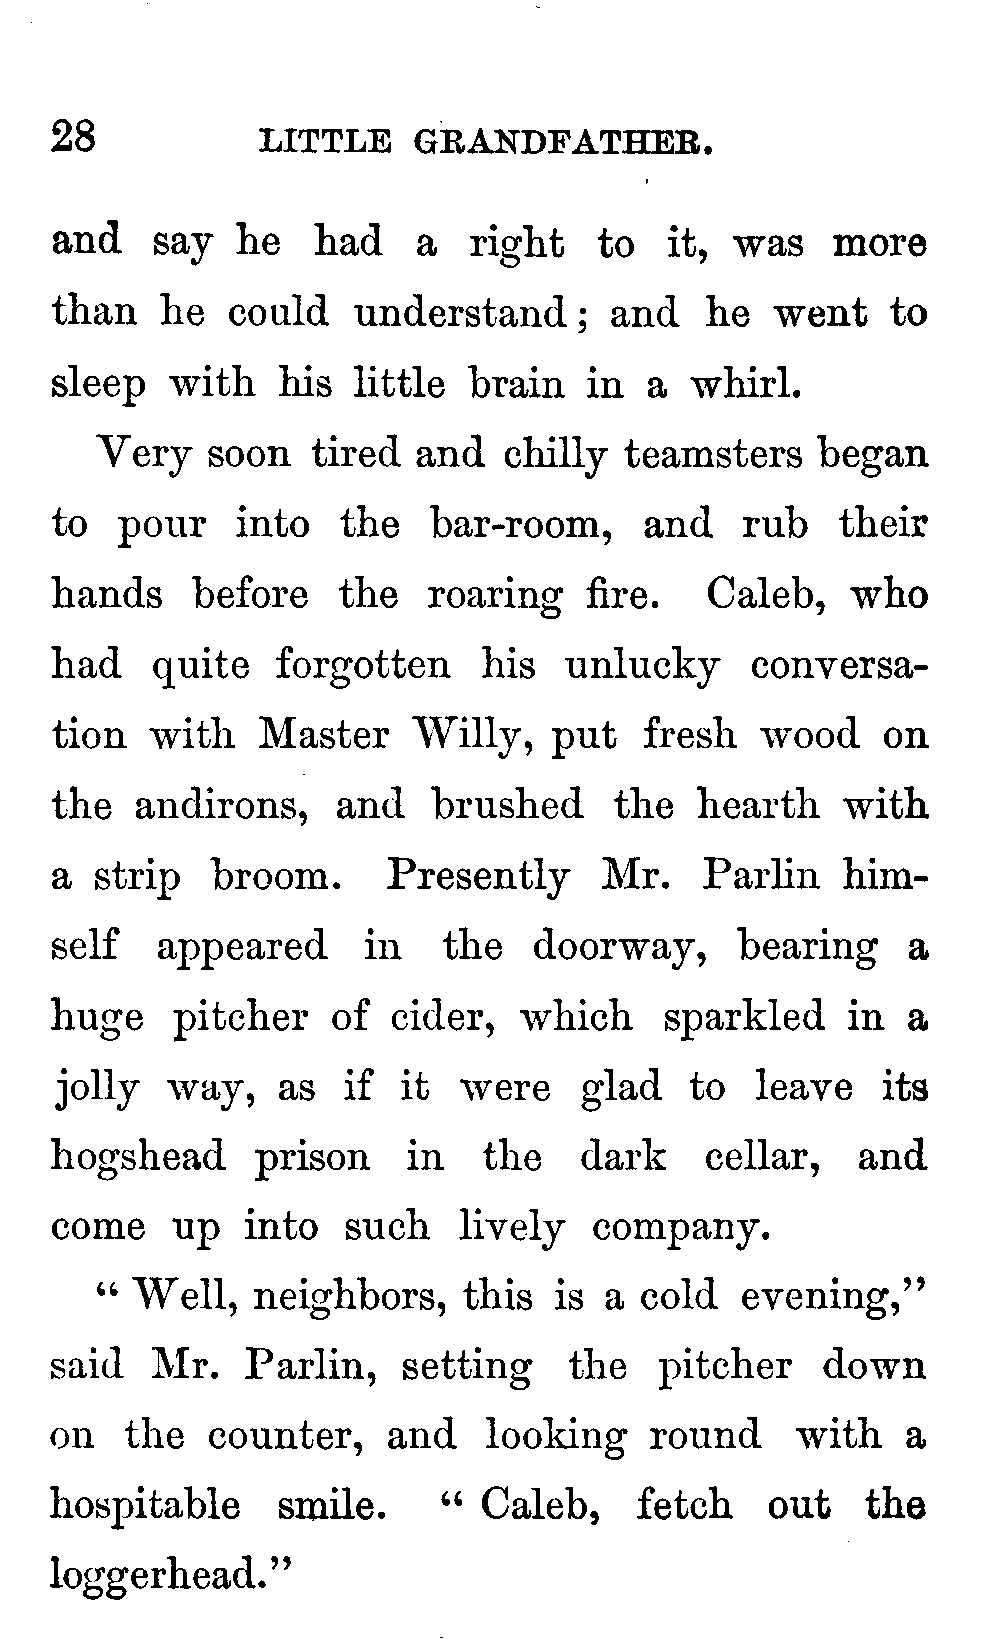 28 LITTLE GRANDFATHER.
and say he had a right to it, was more
than he could understand; and he went to
sleep with his little brain in a whirl.
Very soon tired and chilly teamsters began
to pour into the bar-room, and rub their
hands before the roaring fire. Caleb, who
had quite forgotten his unlucky conversa-
tion with Master Willy, put fresh wood on
the andirons, and brushed the hearth with
a strip broom. Presently Mr. Parlin him-
self appeared in the doorway, bearing a
huge pitcher of cider, which sparkled in a
jolly way, as if it were glad to leave its
hogshead prison in the dark cellar, and
come up into such lively company.
“Well, neighbors, this is a cold evening,”
said Mr. Parlin, setting the pitcher down
on the counter, and looking round with a
hospitable smile. “Caleb, fetch out the
loggerhead.”